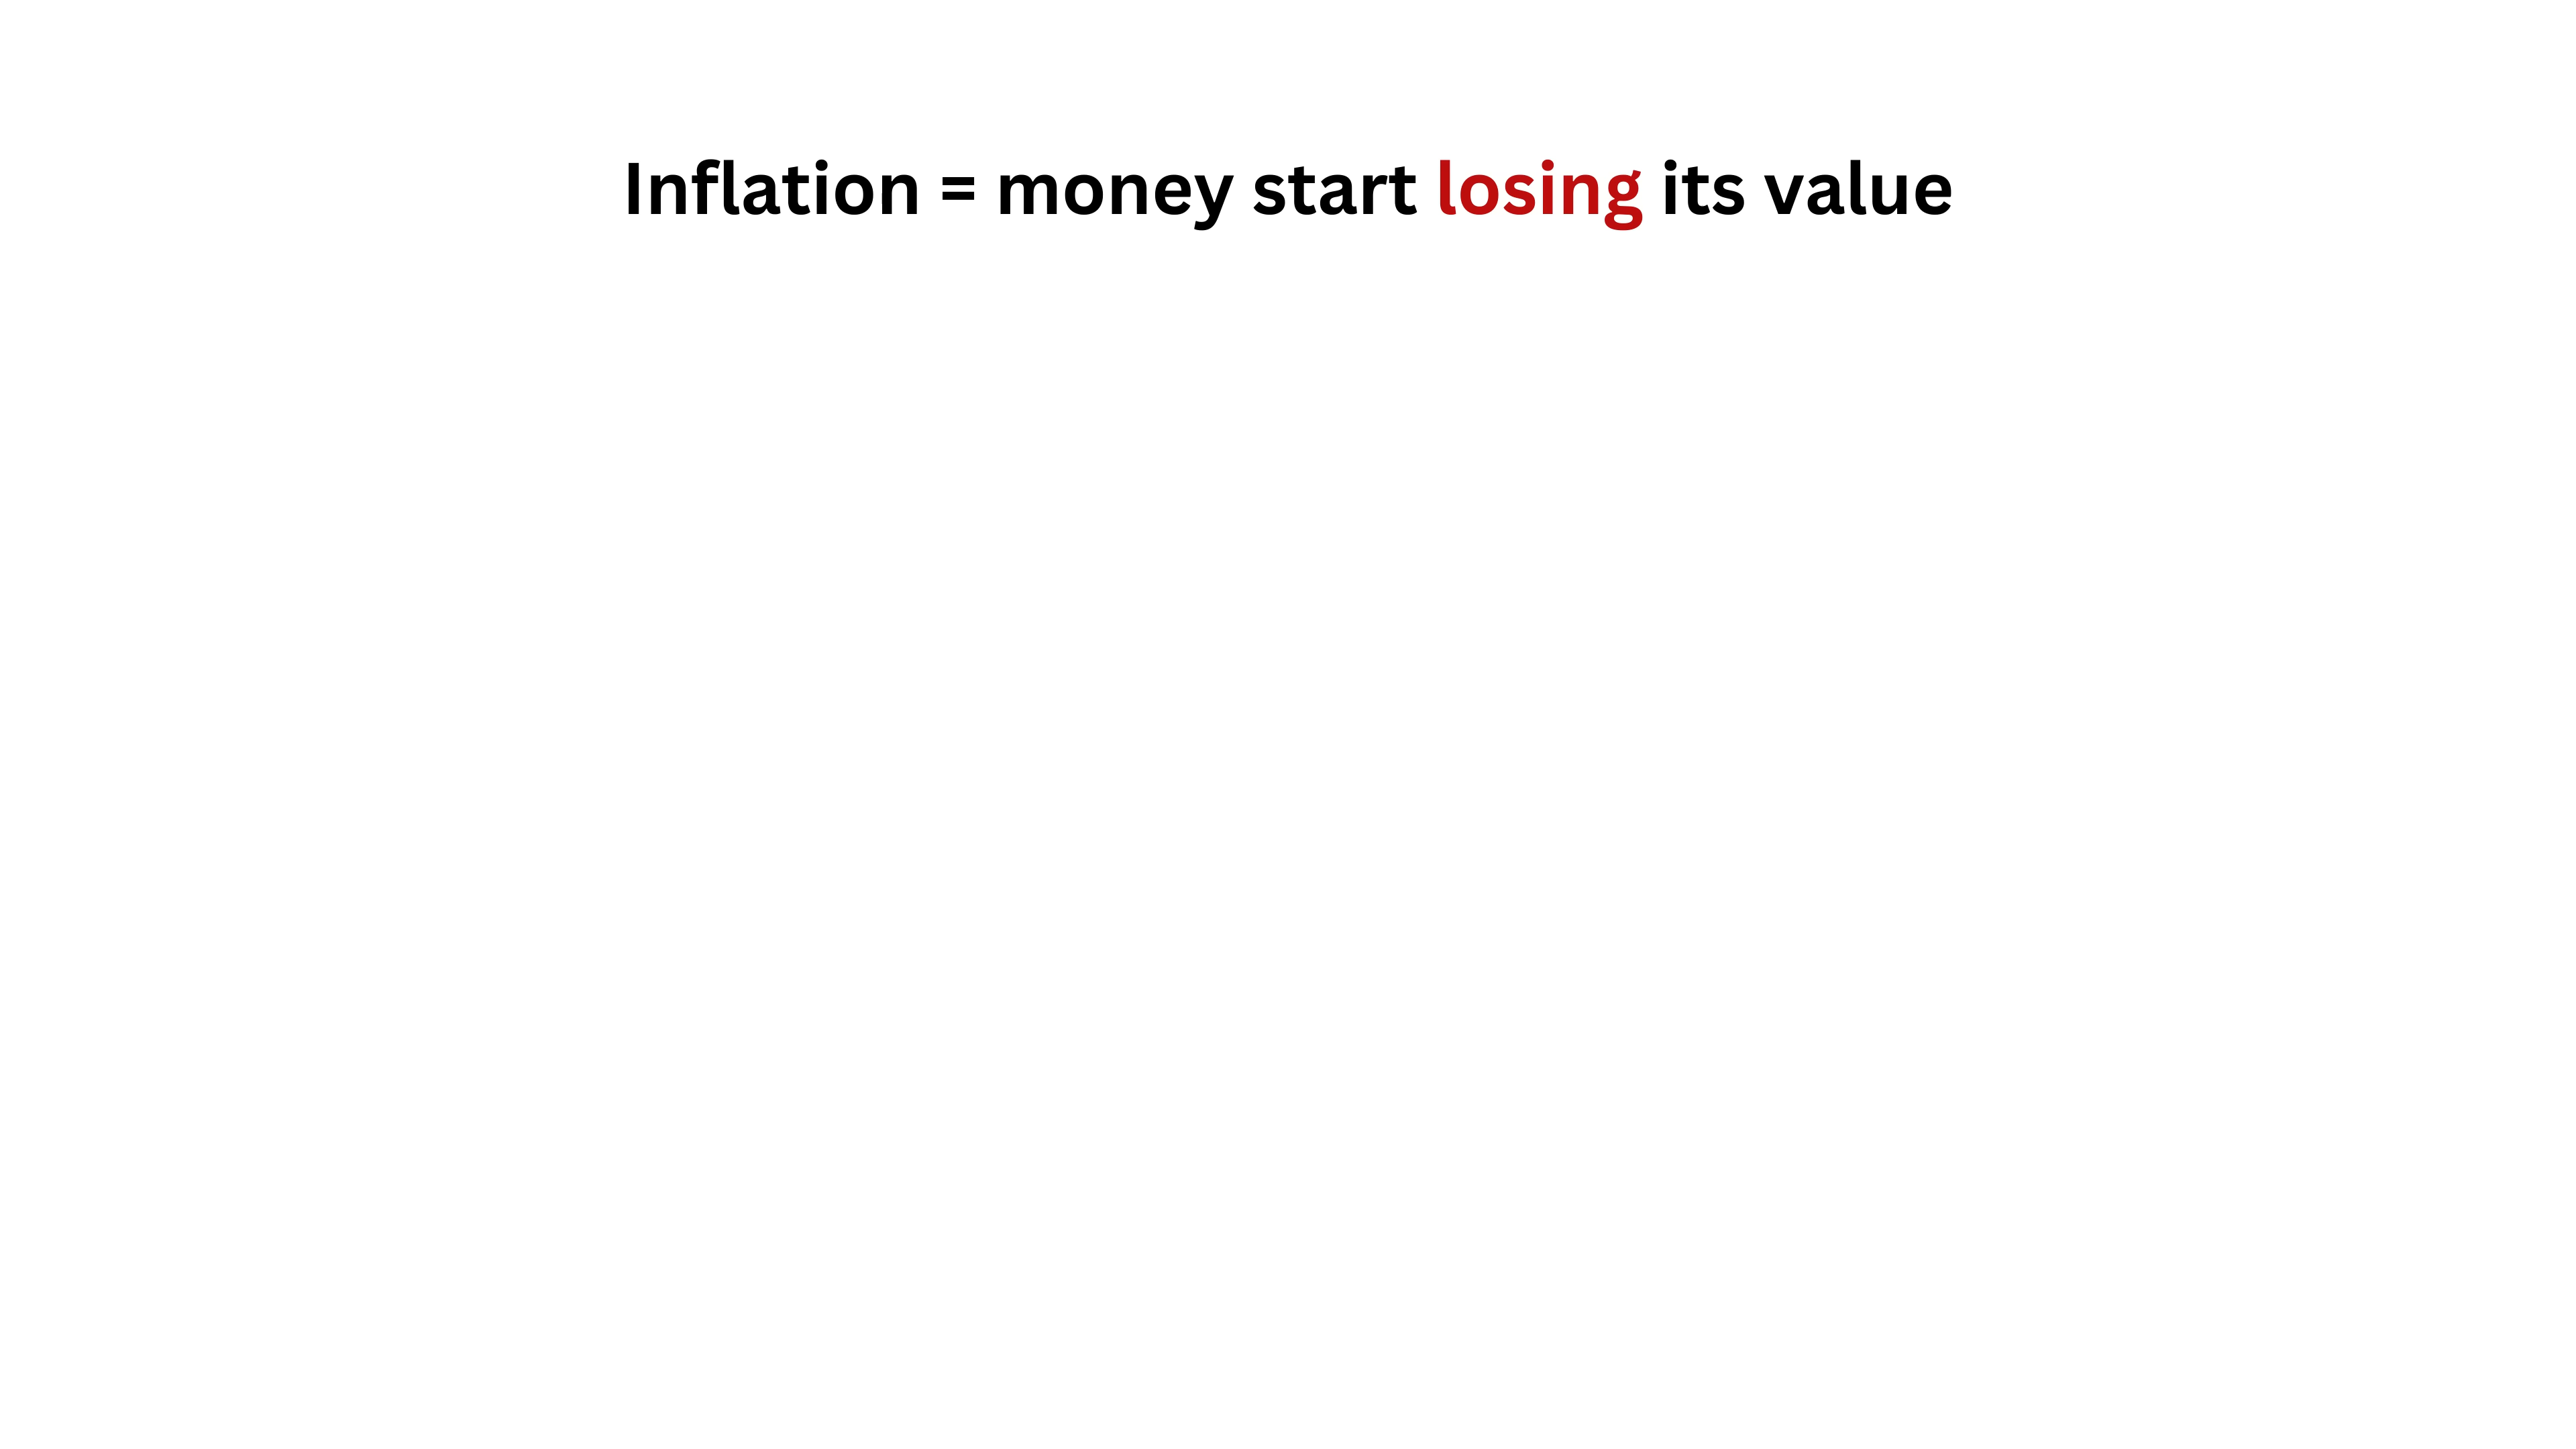 Inflation = money start losing its value